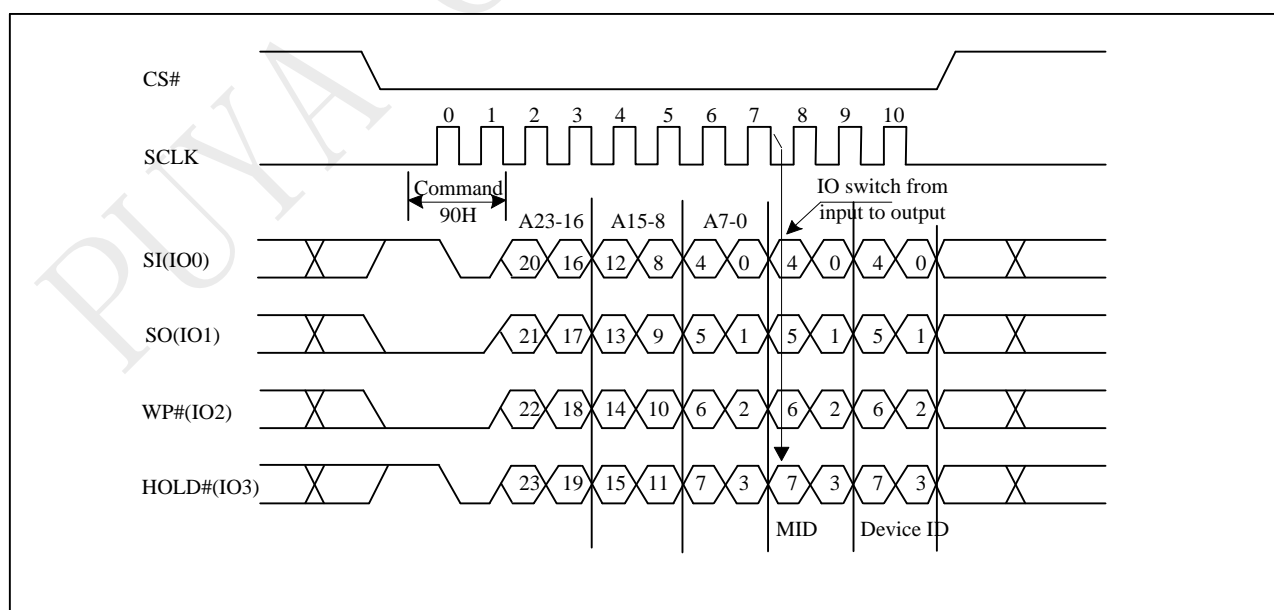 PUYA
CS#
0 1 2 3 4 5 6 7 8 9 10
SCLK
Command
90H
IO switch from
input to output
A23-16 A15-8 A7-0
SI(IO0)
20 16 12 8 4 0 4 0 4 0
SO(IO1)
21 17 13 9 5 1 5 1 5 1
WP#(IO2)
22 18 14 10 6 2 6 2 6 2
HOLD#(IO3)
23 19 15 11 7 3 7 3 7 3
MID Device ID